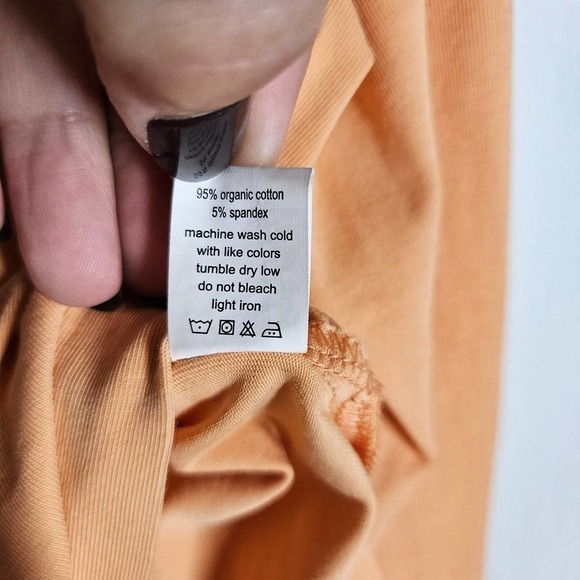 95% organic cotton
5% spandex
machine wash cold
with like colors
tumble dry low
do not bleach
light iron